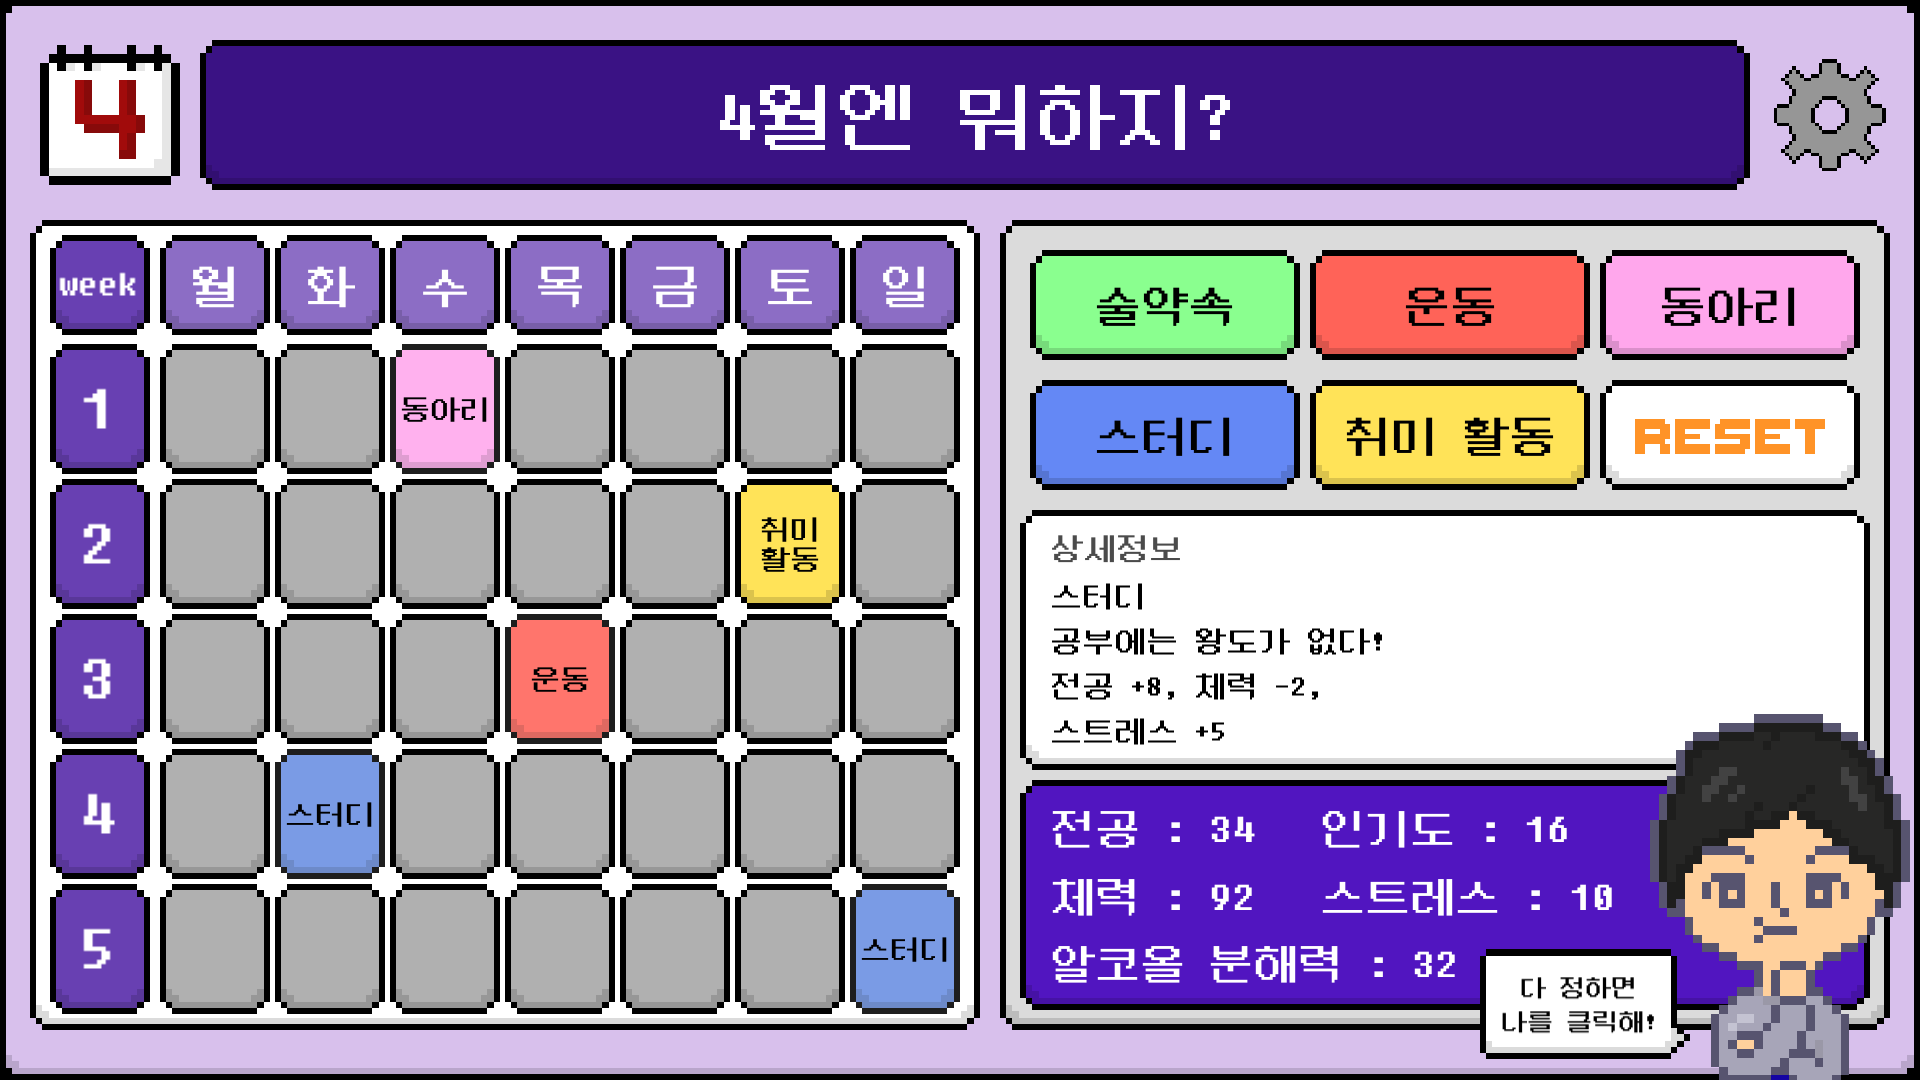 4
4월엔 뭐하지?
week 월 화 수 목 금 토 일
1
동아리
2
취미
활동
3
운동
4
스터디
5
스터디
술약속 운동 동아리
스터디 취미 활동 RESET
상세정보
스터디
공부에는 왕도가 없다!
전공 +8, 체력 -2,
스트레스 +5
전공 : 34 인기도 : 16
체력 : 92 스트레스 : 10
알코올 분해력 : 32
다 정하면
나를 클릭해!